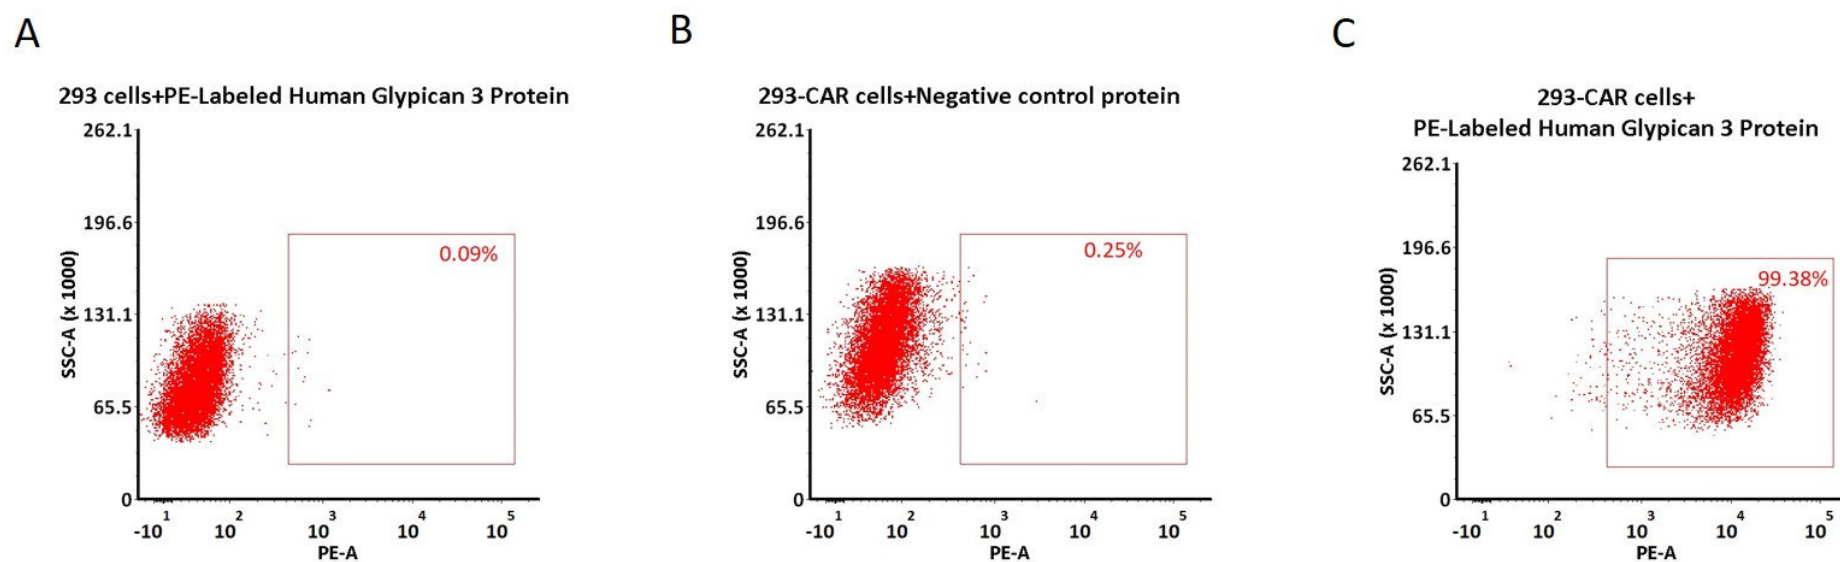 A
293 cells+PE-Labeled Human Glypican 3 Protein
262.1
196.6
131.1
65.5
0
SSC-A (x 1000)
0.09%
-10 1
10 2
10 3
10 4
10 5
PE-A
B
293-CAR cells+Negative control protein
262.1
196.6
131.1
65.5
0
SSC-A (x 1000)
0.25%
-10 1
10 2
10 3
10 4
10 5
PE-A
C
293-CAR cells+
PE-Labeled Human Glypican 3 Protein
262.1
196.6
131.1
65.5
0
SSC-A (x 1000)
99.38%
-10 1
10 2
10 3
10 4
10 5
PE-A